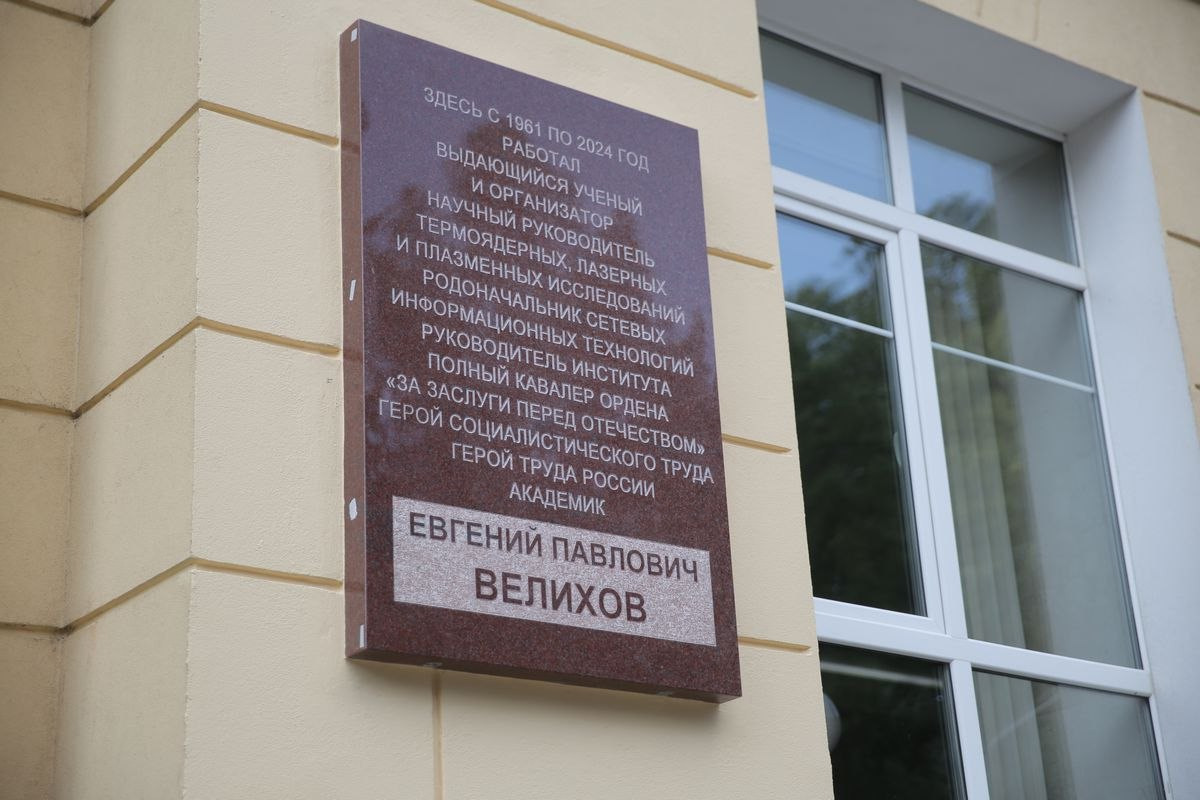 ЗДЕСЬ С 1961 ПО 2024 ГОД
РАБОТАЛ
ВЫДАЮЩИЙСЯ УЧЕНЫЙ
И ОРГАНИЗАТОР
НАУЧНЫЙ РУКОВОДИТЕЛЬ
ТЕРМОЯДЕРНЫХ, ЛАЗЕРНЫХ
И ПЛАЗМЕННЫХ ИССЛЕДОВАНИЙ
РОДОНАЧАЛЬНИК СЕТЕВЫХ
ИНФОРМАЦИОННЫХ ТЕХНОЛОГИЙ
РУКОВОДИТЕЛЬ ИНСТИТУТА
ПОЛНЫЙ КАВАЛЕР ОРДЕНА
«ЗА ЗАСЛУГИ ПЕРЕД ОТЕЧЕСТВОМ»
ГЕРОЙ СОЦИАЛИСТИЧЕСКОГО ТРУДА
ГЕРОЙ ТРУДА РОССИИ
АКАДЕМИК
ЕВГЕНИЙ ПАВЛОВИЧ
ВЕЛИХОВ